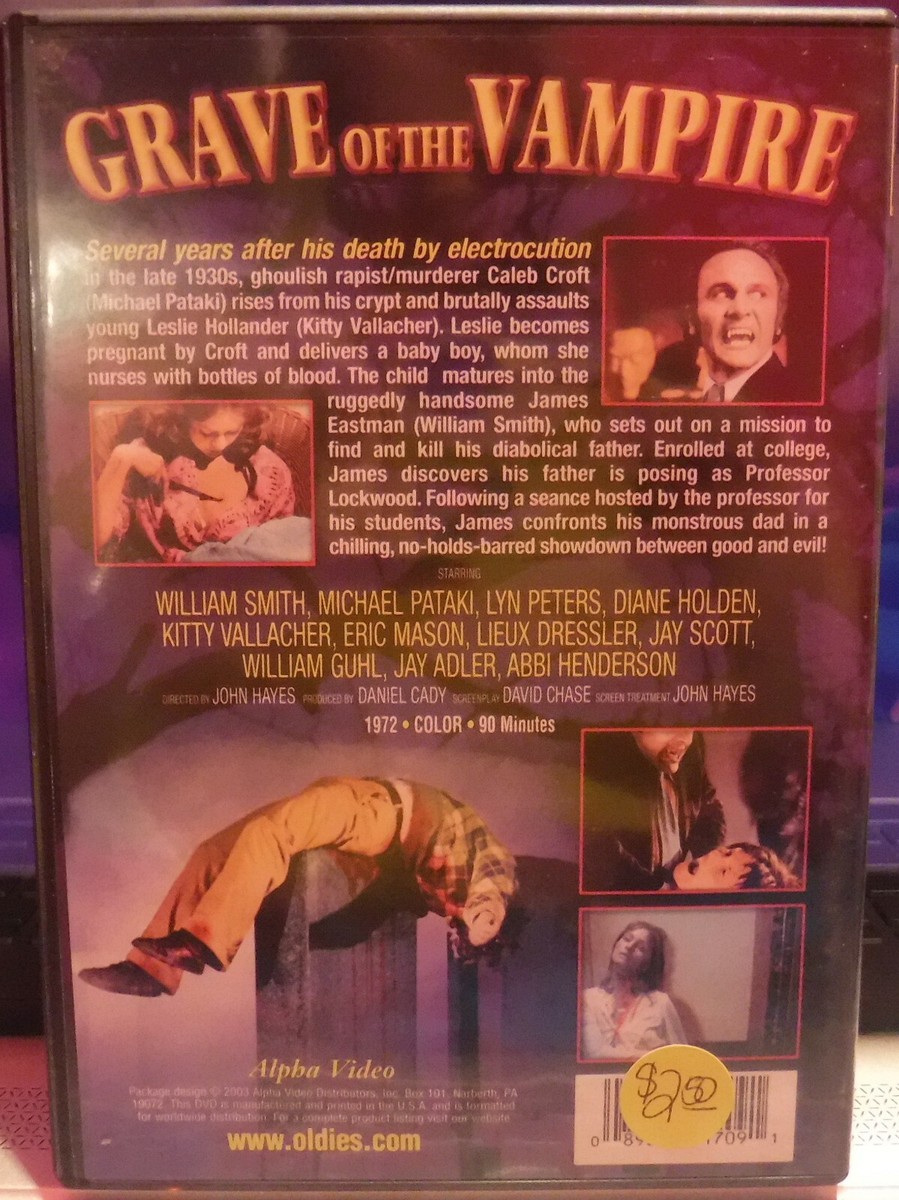 GRAVE OF THE VAMPIRE
Several years after his death by electrocution
in the late 1930s, ghoulish rapist/murderer Caleb Croft
(Michael Pataki) rises from his crypt and brutally assaults
young Leslie Hollander (Kitty Vallacher). Leslie becomes
pregnant by Croft and delivers a baby boy, whom she
nurses with bottles of blood. The child matures into the
ruggedly handsome James
Eastman (William Smith), who sets out on a mission to
find and kill his diabolical father. Enrolled at college,
James discovers his father is posing as Professor
Lockwood. Following a seance hosted by the professor for
his students, James confronts his monstrous dad in a
chilling, no-holds-barred showdown between good and evil!
STARRING
WILLIAM SMITH, MICHAEL PATAKI, LYN PETERS, DIANE HOLDEN,
KITTY VALLACHER, ERIC MASON, LIEUX DRESSLER, JAY SCOTT,
WILLIAM GUHL, JAY ADLER, ABBI HENDERSON
DIRECTED BY JOHN HAYES PRODUCED BY DANIEL CADY SCREENPLAY DAVID CHASE SCREEN TREATMENT JOHN HAYES
1972 • COLOR • 90 Minutes
Alpha Video
Package design © 2003 Alpha Video Distributors, Inc. Box 101, Narberth, PA
19072. This DVD is manufactured and printed in the U.S.A. and is formatted
for worldwide distribution. For a complete product listing visit our website
www.oldies.com
$2.50
0 89 709 1